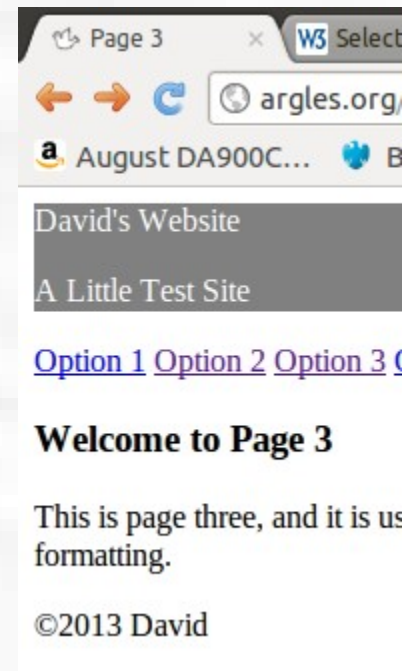 Page 3
W3 Select
argles.org/
a August DA900C... B
David's Website
A Little Test Site
Option 1 Option 2 Option 3
Welcome to Page 3
This is page three, and it is us
formatting.
©2013 David